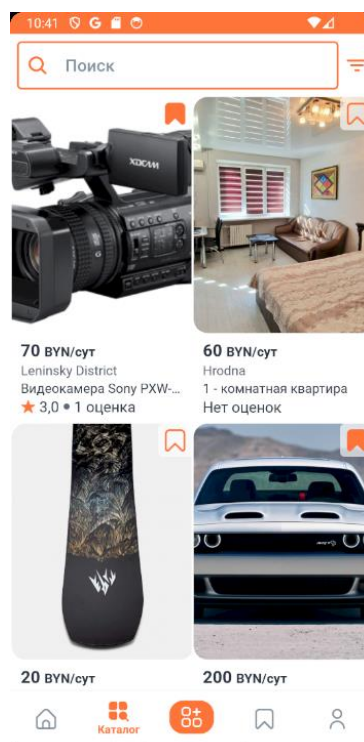 10:41
Поиск
XDCAM
70 BYN/сут
60 BYN/сут
Leninsky District
Hrodna
Видеокамера Sony PXW-...
1 - комнатная квартира
3,0 • 1 оценка
Нет оценок
20 BYN/сут
200 BYN/сут
Каталог